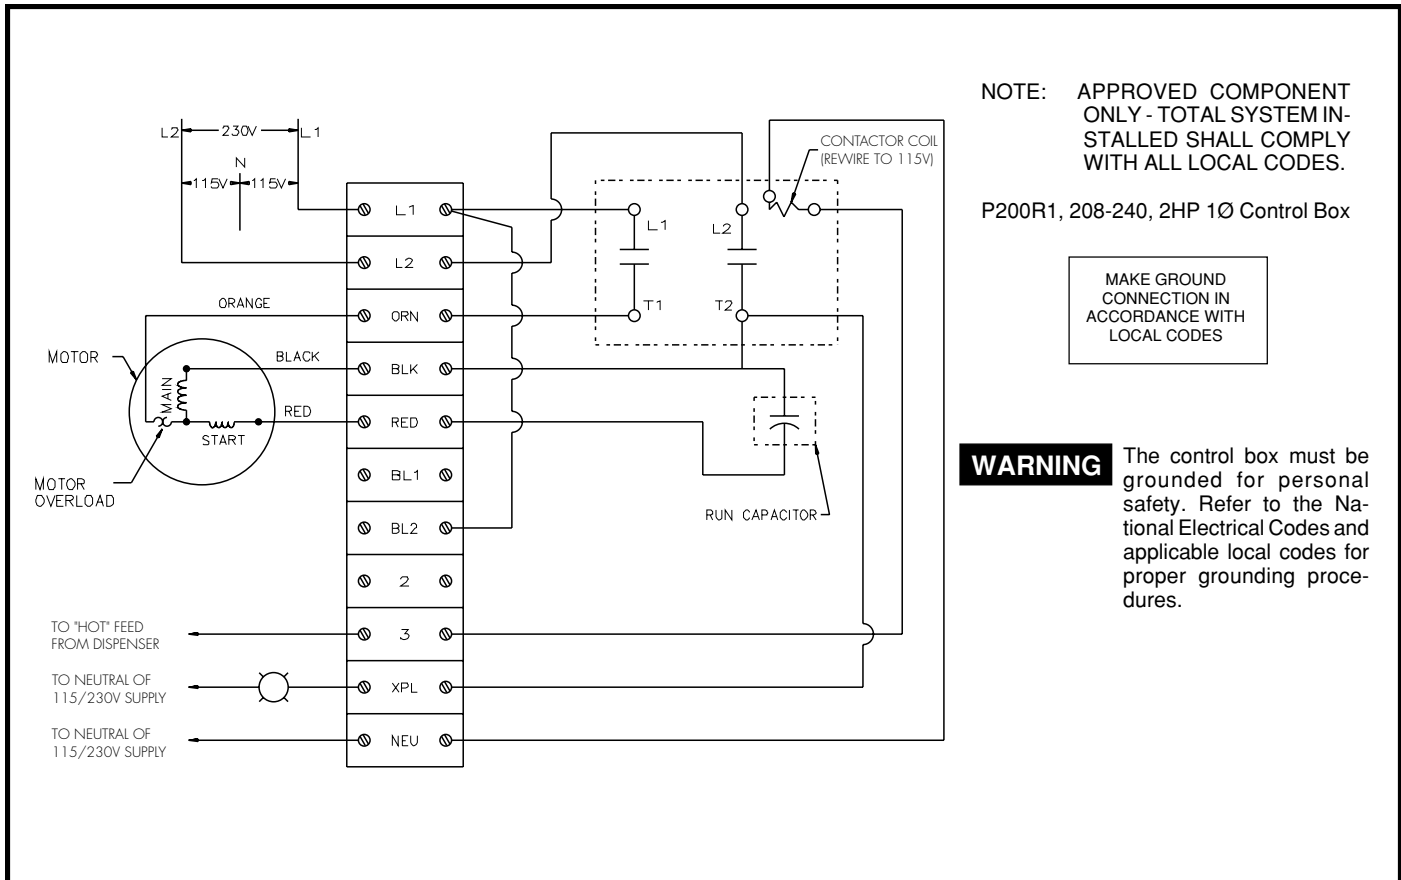 L2
230V
L1
N
115V
115V
L1
L2
ORANGE
ORN
MOTOR
BLACK
BLK
MAIN
RED
RED
START
MOTOR
OVERLOAD
BL1
BL2
2
TO "HOT" FEED
FROM DISPENSER
3
TO NEUTRAL OF
115/230V SUPPLY
XPL
TO NEUTRAL OF
115/230V SUPPLY
NEU
CONTACTOR COIL
(REWIRE TO 115V)
L1
L2
T1
T2
RUN CAPACITOR
NOTE: APPROVED COMPONENT
ONLY - TOTAL SYSTEM IN-
STALLED SHALL COMPLY
WITH ALL LOCAL CODES.
P200R1, 208-240, 2HP 1Ø Control Box
MAKE GROUND
CONNECTION IN
ACCORDANCE WITH
LOCAL CODES
WARNING
The control box must be
grounded for personal
safety. Refer to the Na-
tional Electrical Codes and
applicable local codes for
proper grounding proce-
dures.